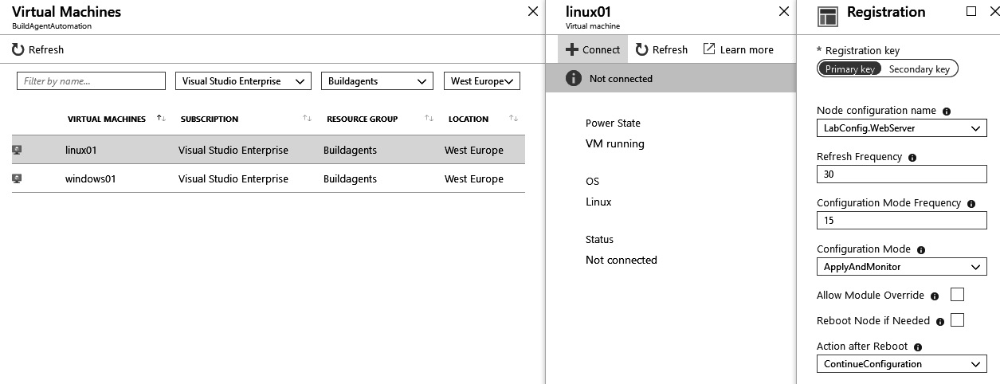 Virtual Machines
BuildAgentAutomation
Refresh
Filter by name...
Visual Studio Enterprise
Buildagents
West Europe
VIRTUAL MACHINES
SUBSCRIPTION
RESOURCE GROUP
LOCATION
linux01 Visual Studio Enterprise Buildagents West Europe
windows01 Visual Studio Enterprise Buildagents West Europe
linux01
Virtual machine
Connect Refresh Learn more
Not connected
Power State
VM running
OS
Linux
Status
Not connected
Registration
* Registration key
Primary key Secondary key
Node configuration name
LabConfig.WebServer
Refresh Frequency
30
Configuration Mode Frequency
15
Configuration Mode
ApplyAndMonitor
Allow Module Override
Reboot Node if Needed
Action after Reboot
ContinueConfiguration